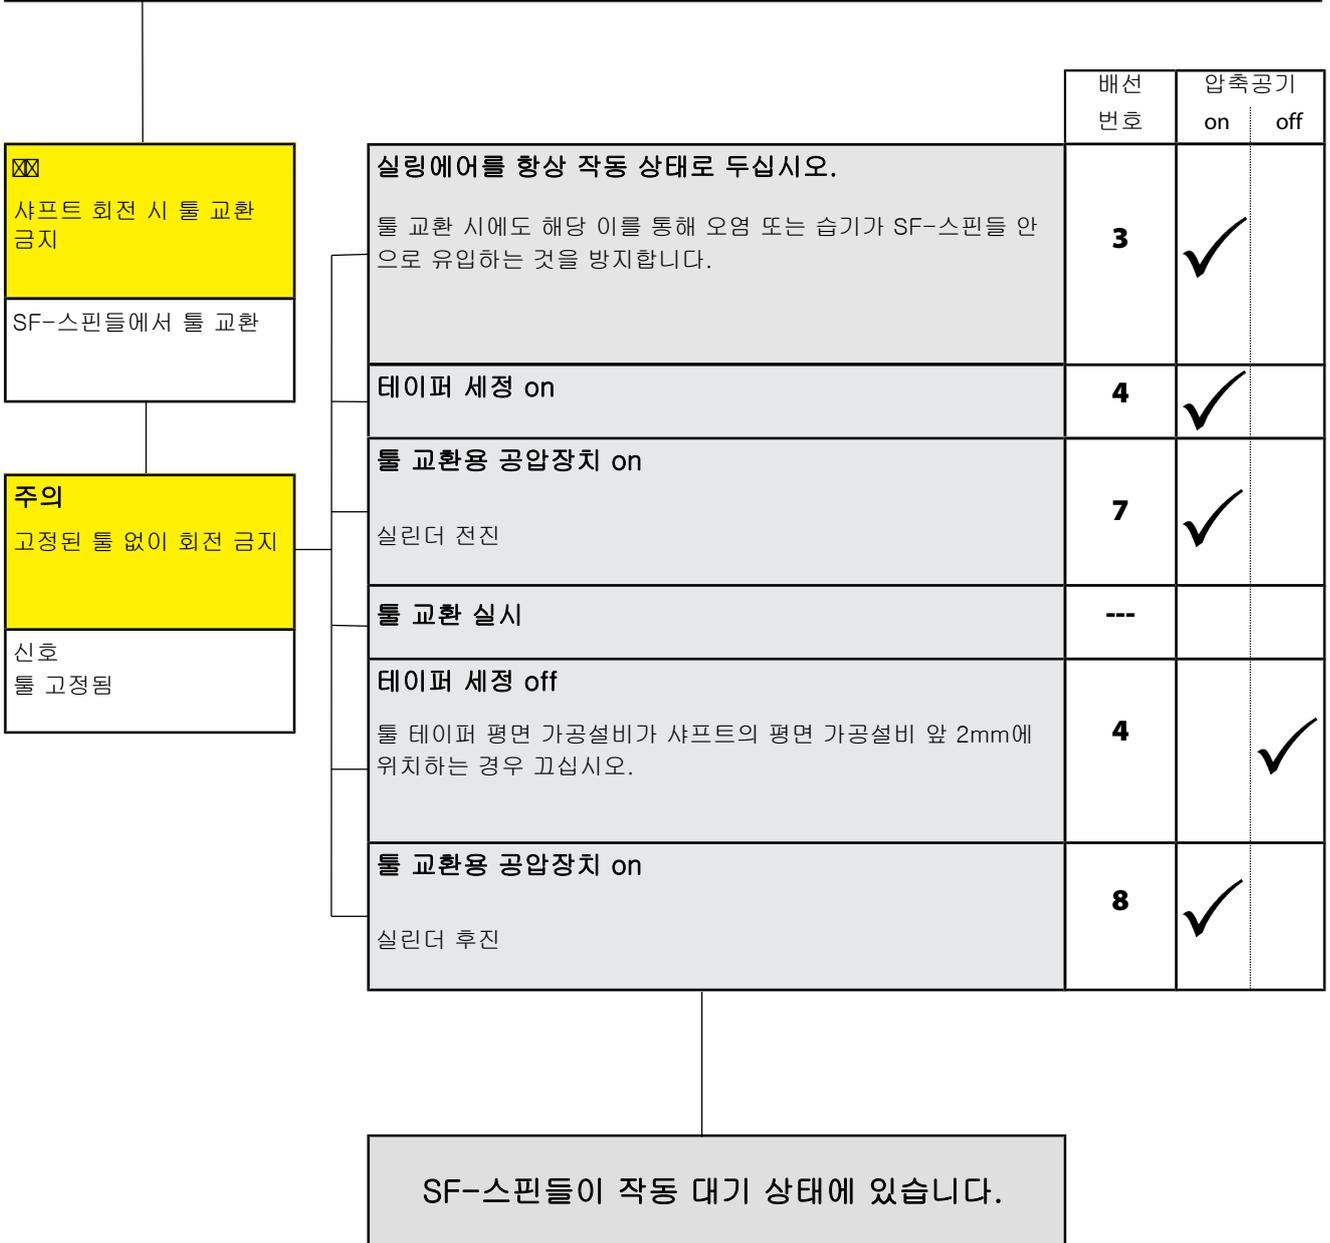 배선 압축공기
번호 on off
샤프트 회전 시 툴 교환
금지
SF-스핀들에서 툴 교환
주의
고정된 툴 없이 회전 금지
신호
툴 고정됨
실링에어를 항상 작동 상태로 두십시오.
툴 교환 시에도 해당 이를 통해 오염 또는 습기가 SF-스핀들 안
으로 유입하는 것을 방지합니다.
3
테이퍼 세정 on
4
툴 교환용 공압장치 on
실린더 전진
7
툴 교환 실시
---
테이퍼 세정 off
툴 테이퍼 평면 가공설비가 샤프트의 평면 가공설비 앞 2mm에
위치하는 경우 끄십시오.
4
툴 교환용 공압장치 on
실린더 후진
8
SF-스핀들이 작동 대기 상태에 있습니다.